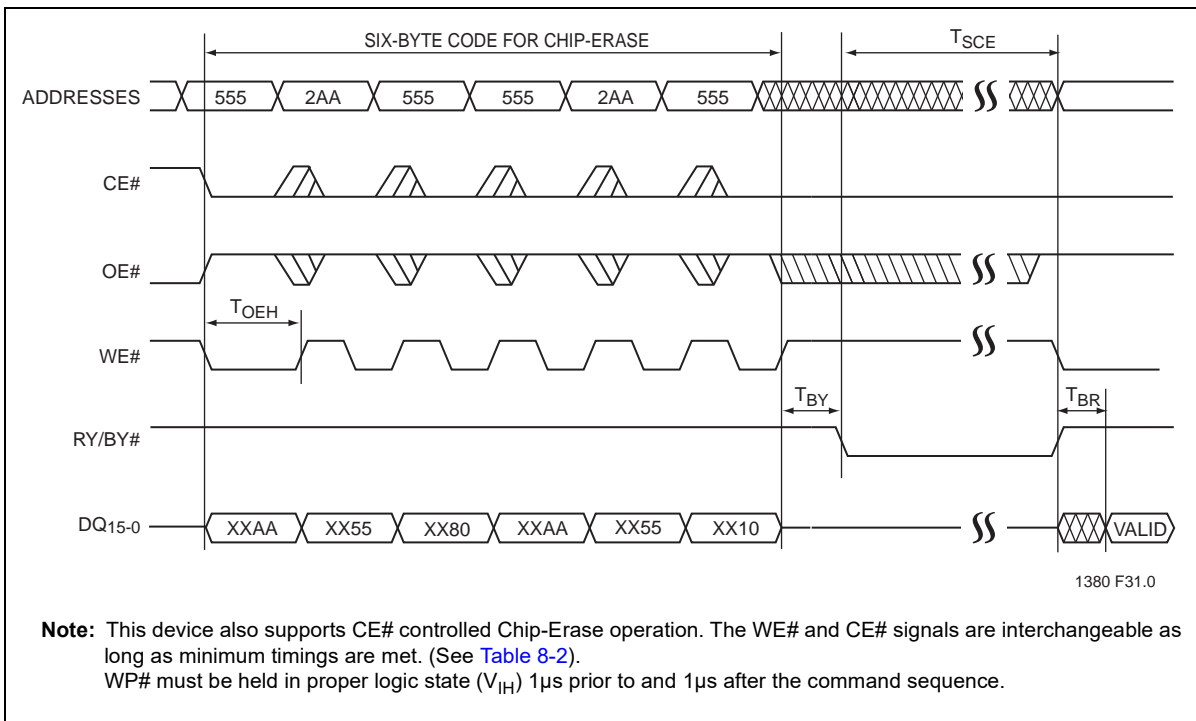 SIX-BYTE CODE FOR CHIP-ERASE TSCE
ADDRESSES 555 2AA 555 555 2AA 555
CE#
OE#
TOEH
WE#
TBY TBR
RY/BY#
DQ15-0 XXAA XX55 XX80 XXAA XX55 XX10 VALID
1380 F31.0
Note: This device also supports CE# controlled Chip-Erase operation. The WE# and CE# signals are interchangeable as
long as minimum timings are met. (See Table 8-2).
WP# must be held in proper logic state (VIH) 1µs prior to and 1µs after the command sequence.